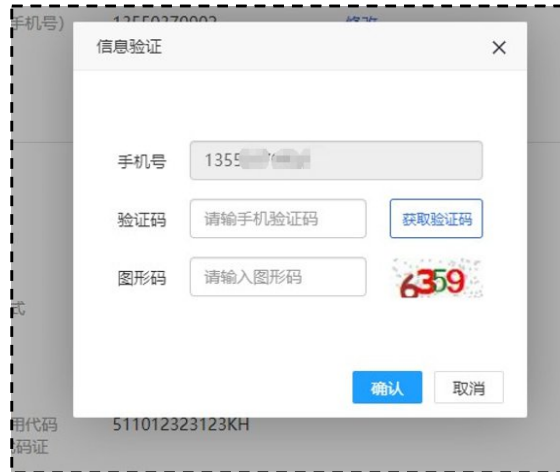 手机号)
信息验证
手机号 1355
验证码 请输手机验证码 获取验证码
图形码 请输入图形码 6359
式
确认 取消
用代码 511012323123KH
码证